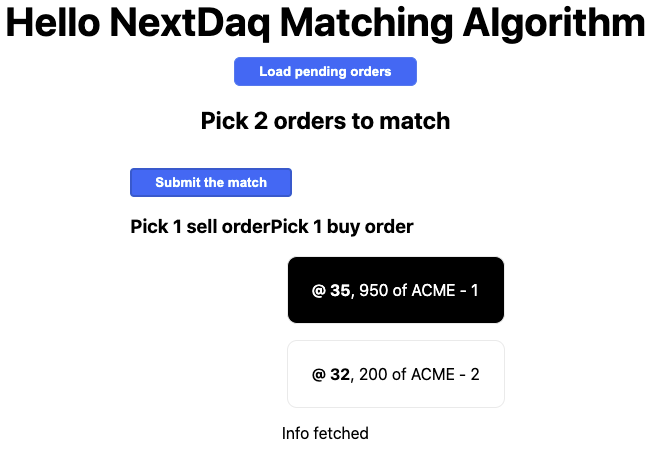 Hello NextDaq Matching Algorithm
Load pending orders
Pick 2 orders to match
Submit the match
Pick 1 sell orderPick 1 buy order
@ 35, 950 of ACME - 1
@ 32, 200 of ACME - 2
Info fetched